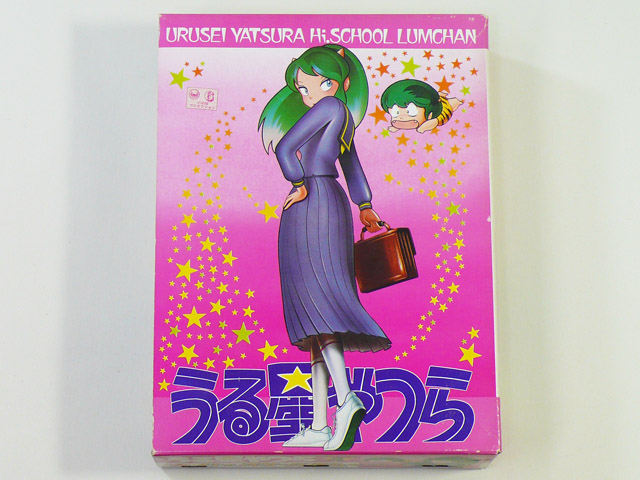 URUSEI YATSURA Hi.SCHOOL LUMCHAN
うる星やつら